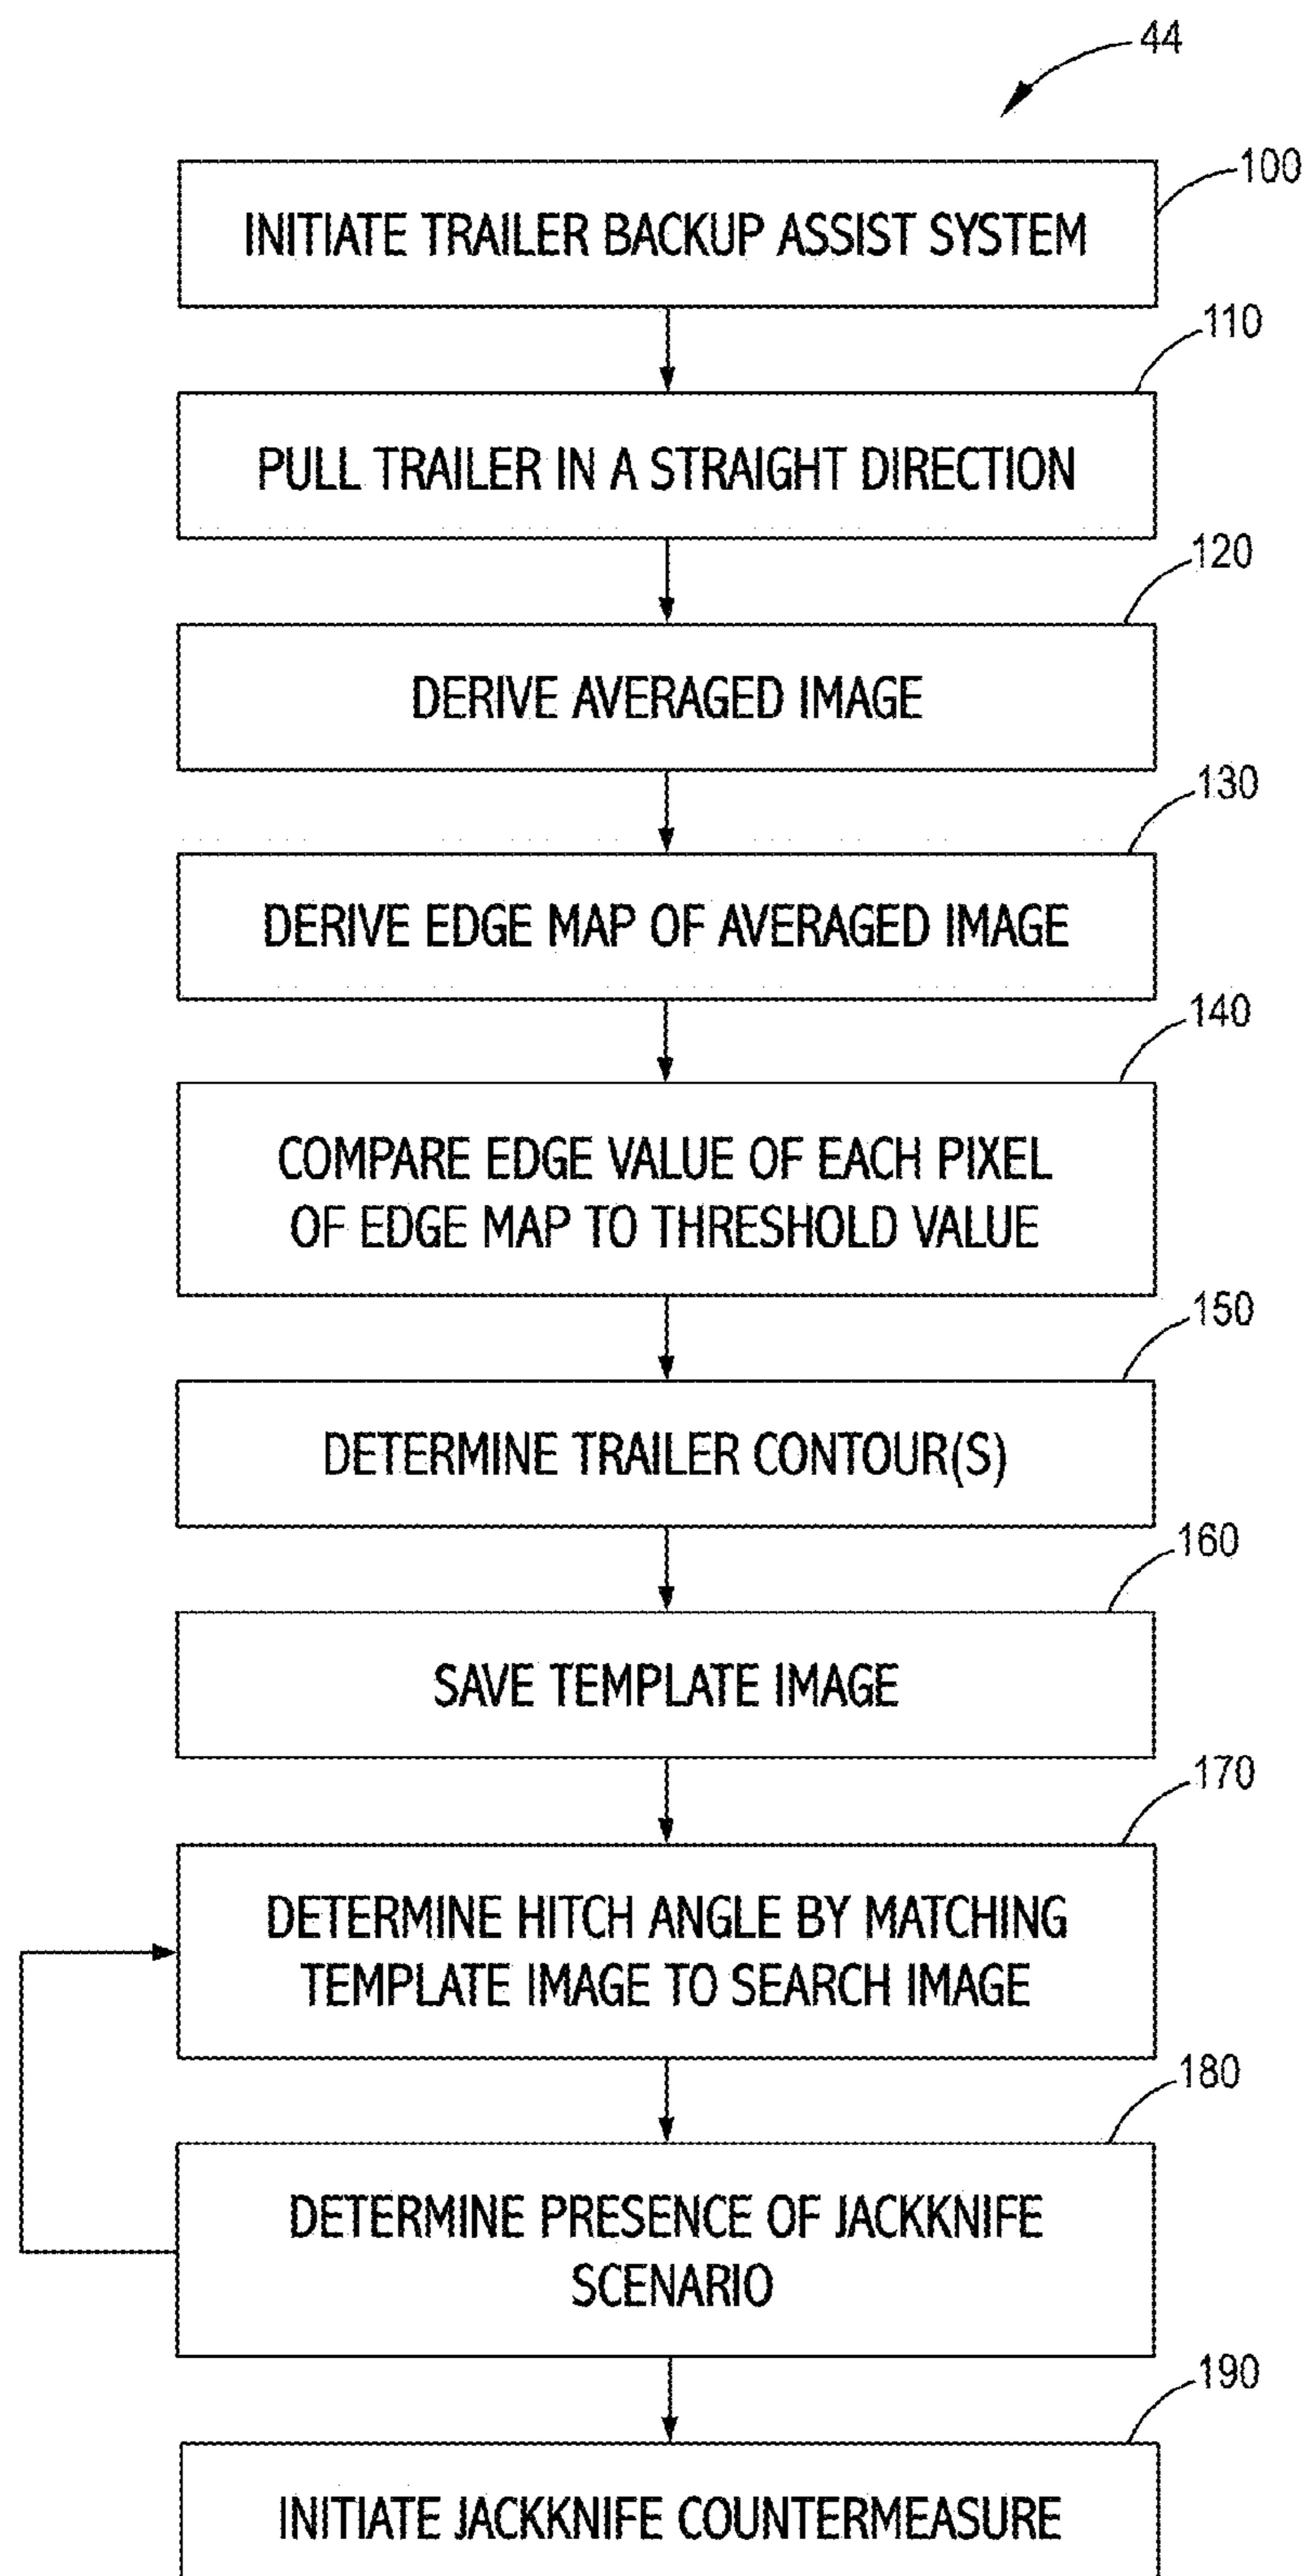 44
100
INITIATE TRAILER BACKUP ASSIST SYSTEM
110
PULL TRAILER IN A STRAIGHT DIRECTION
120
DERIVE AVERAGED IMAGE
130
DERIVE EDGE MAP OF AVERAGED IMAGE
140
COMPARE EDGE VALUE OF EACH PIXEL
OF EDGE MAP TO THRESHOLD VALUE
150
DETERMINE TRAILER CONTOUR(S)
160
SAVE TEMPLATE IMAGE
170
DETERMINE HITCH ANGLE BY MATCHING
TEMPLATE IMAGE TO SEARCH IMAGE
180
DETERMINE PRESENCE OF JACKKNIFE
SCENARIO
190
INITIATE JACKKNIFE COUNTERMEASURE